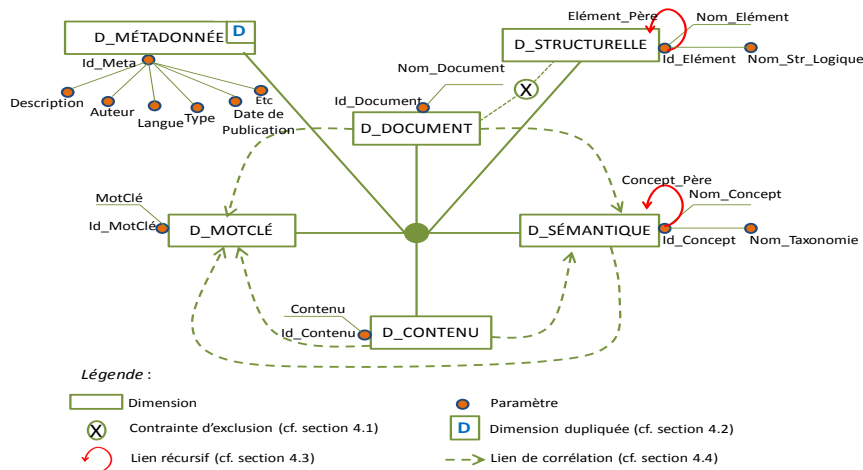 Elément_Père
Nom_Elément
D_MÉTADONNÉE
D
D_STRUCTURELLE
Id_Meta
Id_Elément
Nom_Str_Logique
Nom_Document
Description
Auteur
Langue
Type
Date de
Publication
Etc
Id_Document
X
D_DOCUMENT
MotClé
Id_MotClé
D_MOTCLÉ
Concept_Père
Nom_Concept
D_SÉMANTIQUE
Id_Concept
Nom_Taxonomie
Contenu
Id_Contenu
D_CONTENU
Légende :
Dimension
Paramètre
X
Contrainte d'exclusion (cf. section 4.1)
D
Dimension dupliquée (cf. section 4.2)
Lien récursif (cf. section 4.3)
Lien de corrélation (cf. section 4.4)